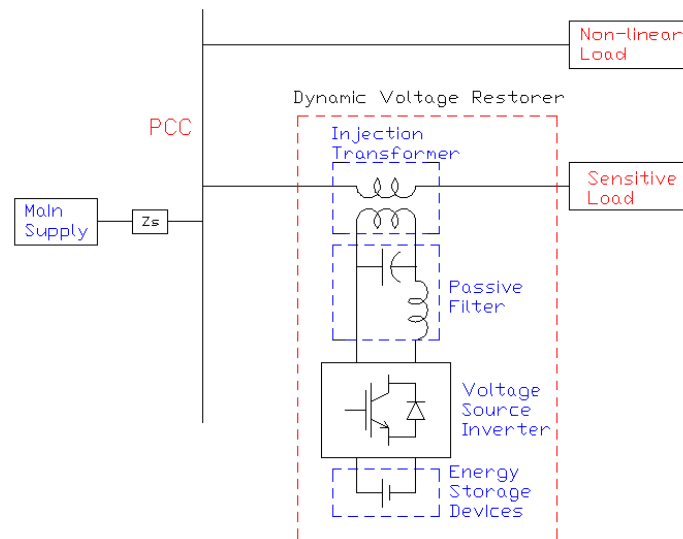 Non-linear
Load
Dynamic Voltage Restorer
PCC
Injection
Transformer
Sensitive
Load
MaIn
Supply
Zs
Passive
Filter
Voltage
Source
Inverter
Energy
Storage
DevIces